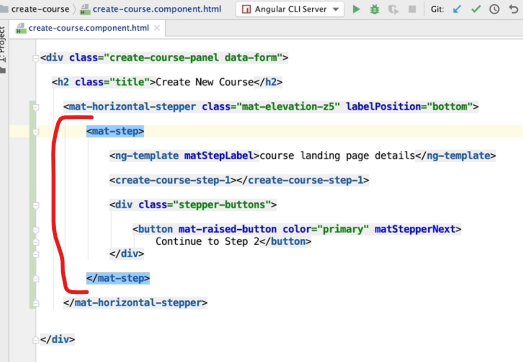 create-course create-course.component.html Angular CLI Server Git:
create-course.component.html
1: Project
<div class="create-course-panel data-form">
<h2 class="title">Create New Course</h2>
<mat-horizontal-stepper class="mat-elevation-z5" labelPosition="bottom">
<mat-step>
<ng-template matStepLabel>course landing page details</ng-template>
<create-course-step-1></create-course-step-1>
<div class="stepper-buttons">
<button mat-raised-button color="primary" matStepperNext>
Continue to Step 2</button>
</div>
</mat-step>
</mat-horizontal-stepper>
</div>